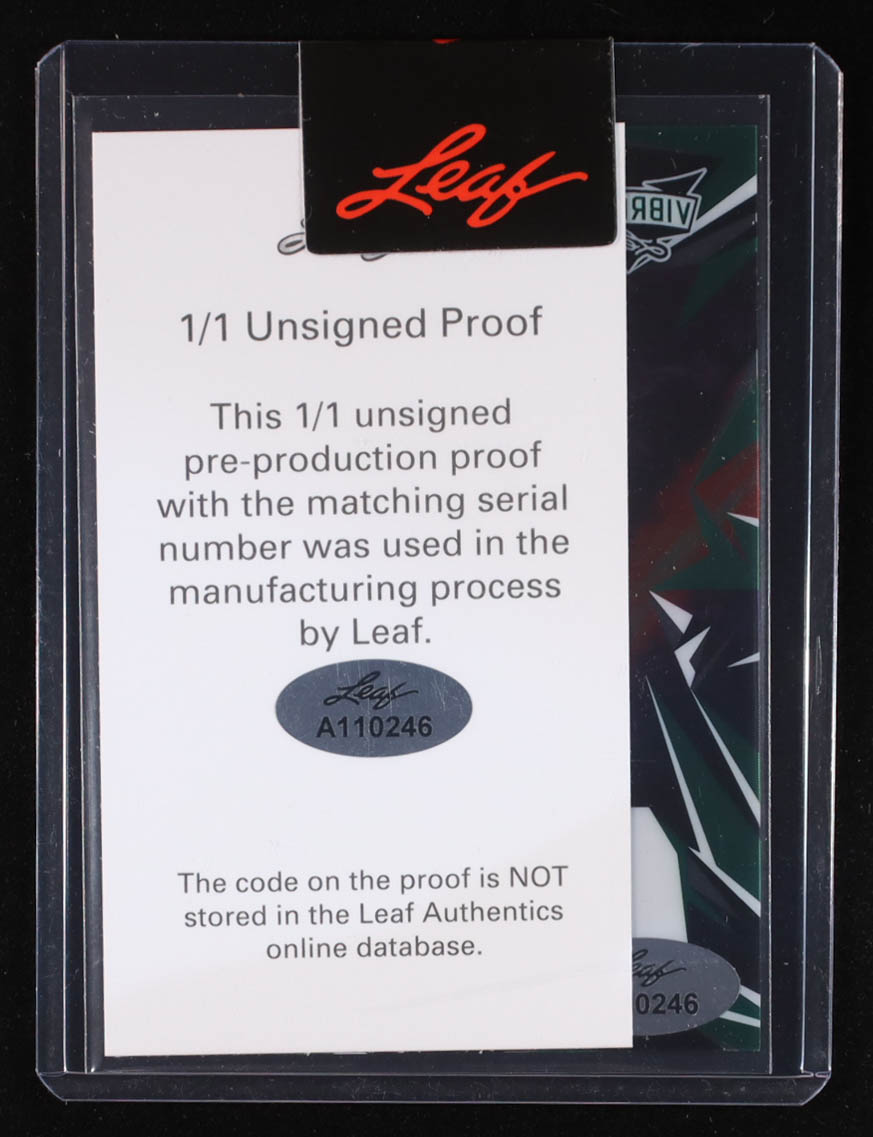 Leaf
VIBR
1/1 Unsigned Proof
This 1/1 unsigned
pre-production proof
with the matching serial
number was used in the
manufacturing process
by Leaf.
Leaf
A110246
The code on the proof is NOT
stored in the Leaf Authentics
online database.
eaf
0246